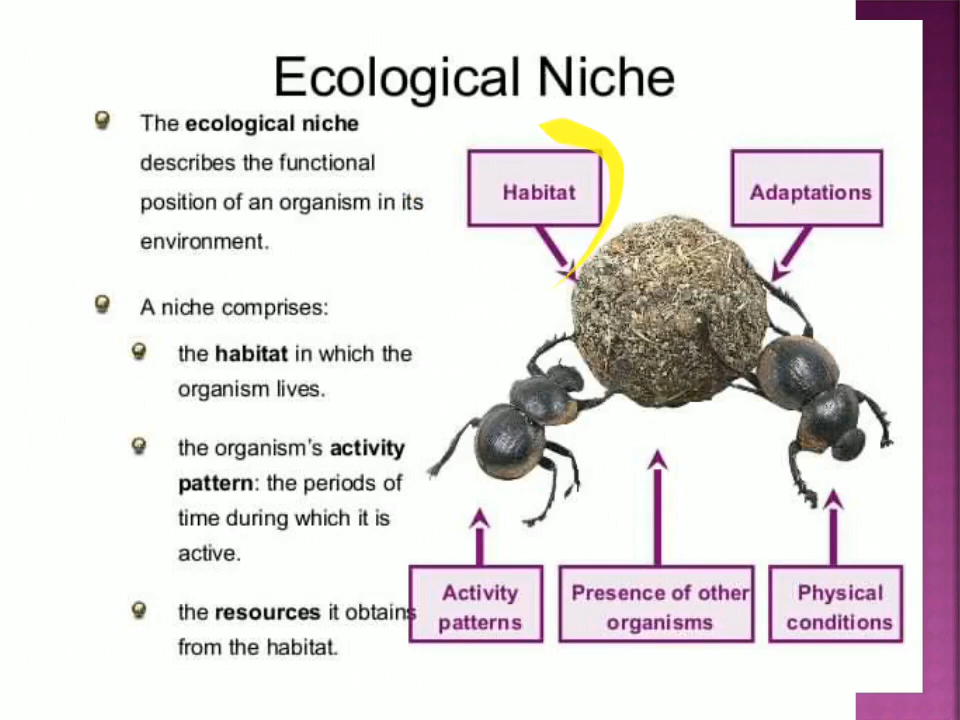 Ecological Niche
The ecological niche
describes the functional
position of an organism in its
environment.
A niche comprises:
the habitat in which the
organism lives.
the organism's activity
pattern: the periods of
time during which it is
active.
the resources it obtains
from the habitat.
Habitat
Adaptations
Activity
patterns
Presence of other
organisms
Physical
conditions